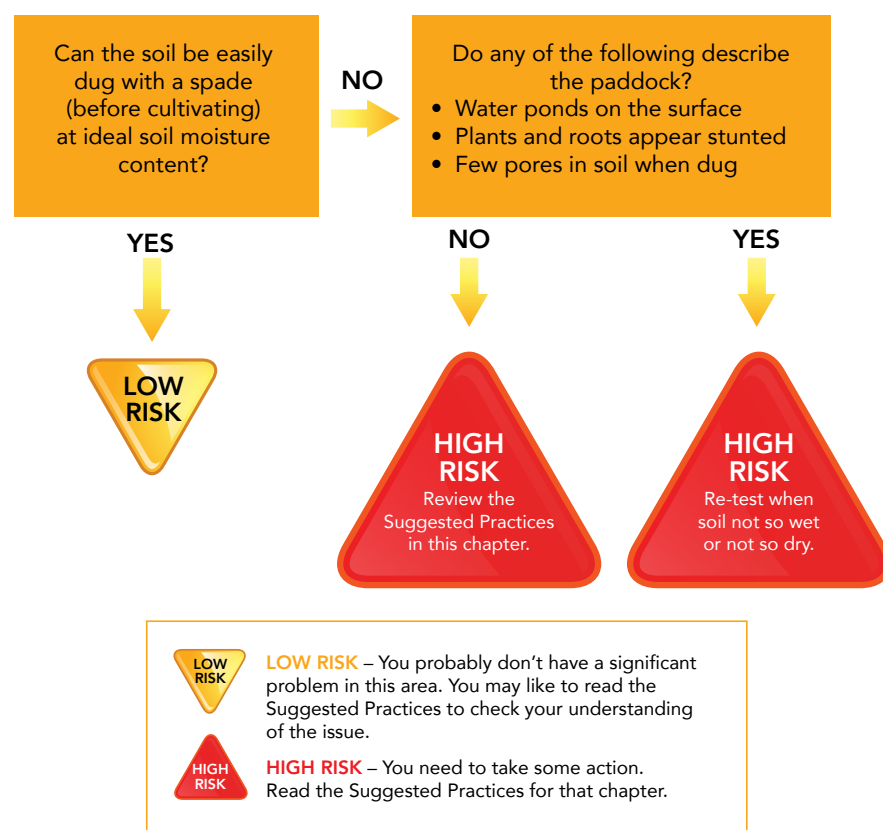 Can the soil be easily
dug with a spade
(before cultivating)
at ideal soil moisture
content?
NO
Do any of the following describe
the paddock?
• Water ponds on the surface
• Plants and roots appear stunted
• Few pores in soil when dug
YES
NO
YES
LOW
RISK
HIGH
RISK
Review the
Suggested Practices
in this chapter.
HIGH
RISK
Re-test when
soil not so wet
or not so dry.
LOW
RISK
LOW RISK – You probably don’t have a significant
problem in this area. You may like to read the
Suggested Practices to check your understanding
of the issue.
HIGH
RISK
HIGH RISK – You need to take some action.
Read the Suggested Practices for that chapter.